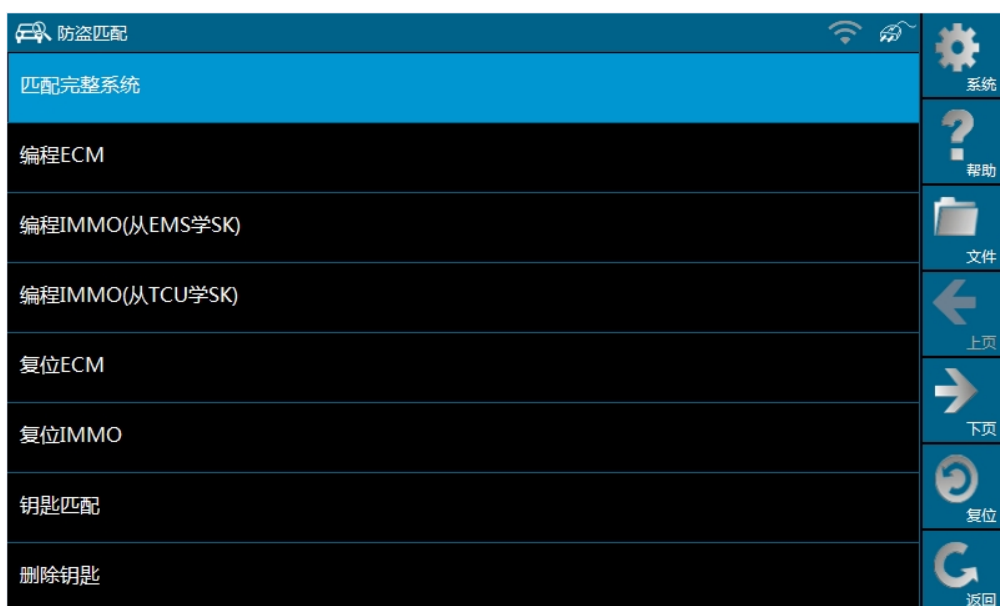 防盗匹配
匹配完整系统
编程ECM
编程IMMO(从EMS学SK)
编程IMMO(从TCU学SK)
复位ECM
复位IMMO
钥匙匹配
删除钥匙
系统
帮助
文件
上页
下页
复位
返回